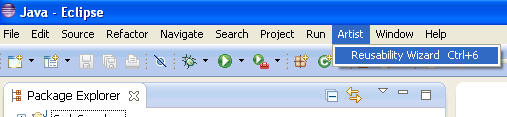 Java - Eclipse
File Edit Source Refactor Navigate Search Project Run Artist Window Help
Reusability Wizard Ctrl+6
Package Explorer